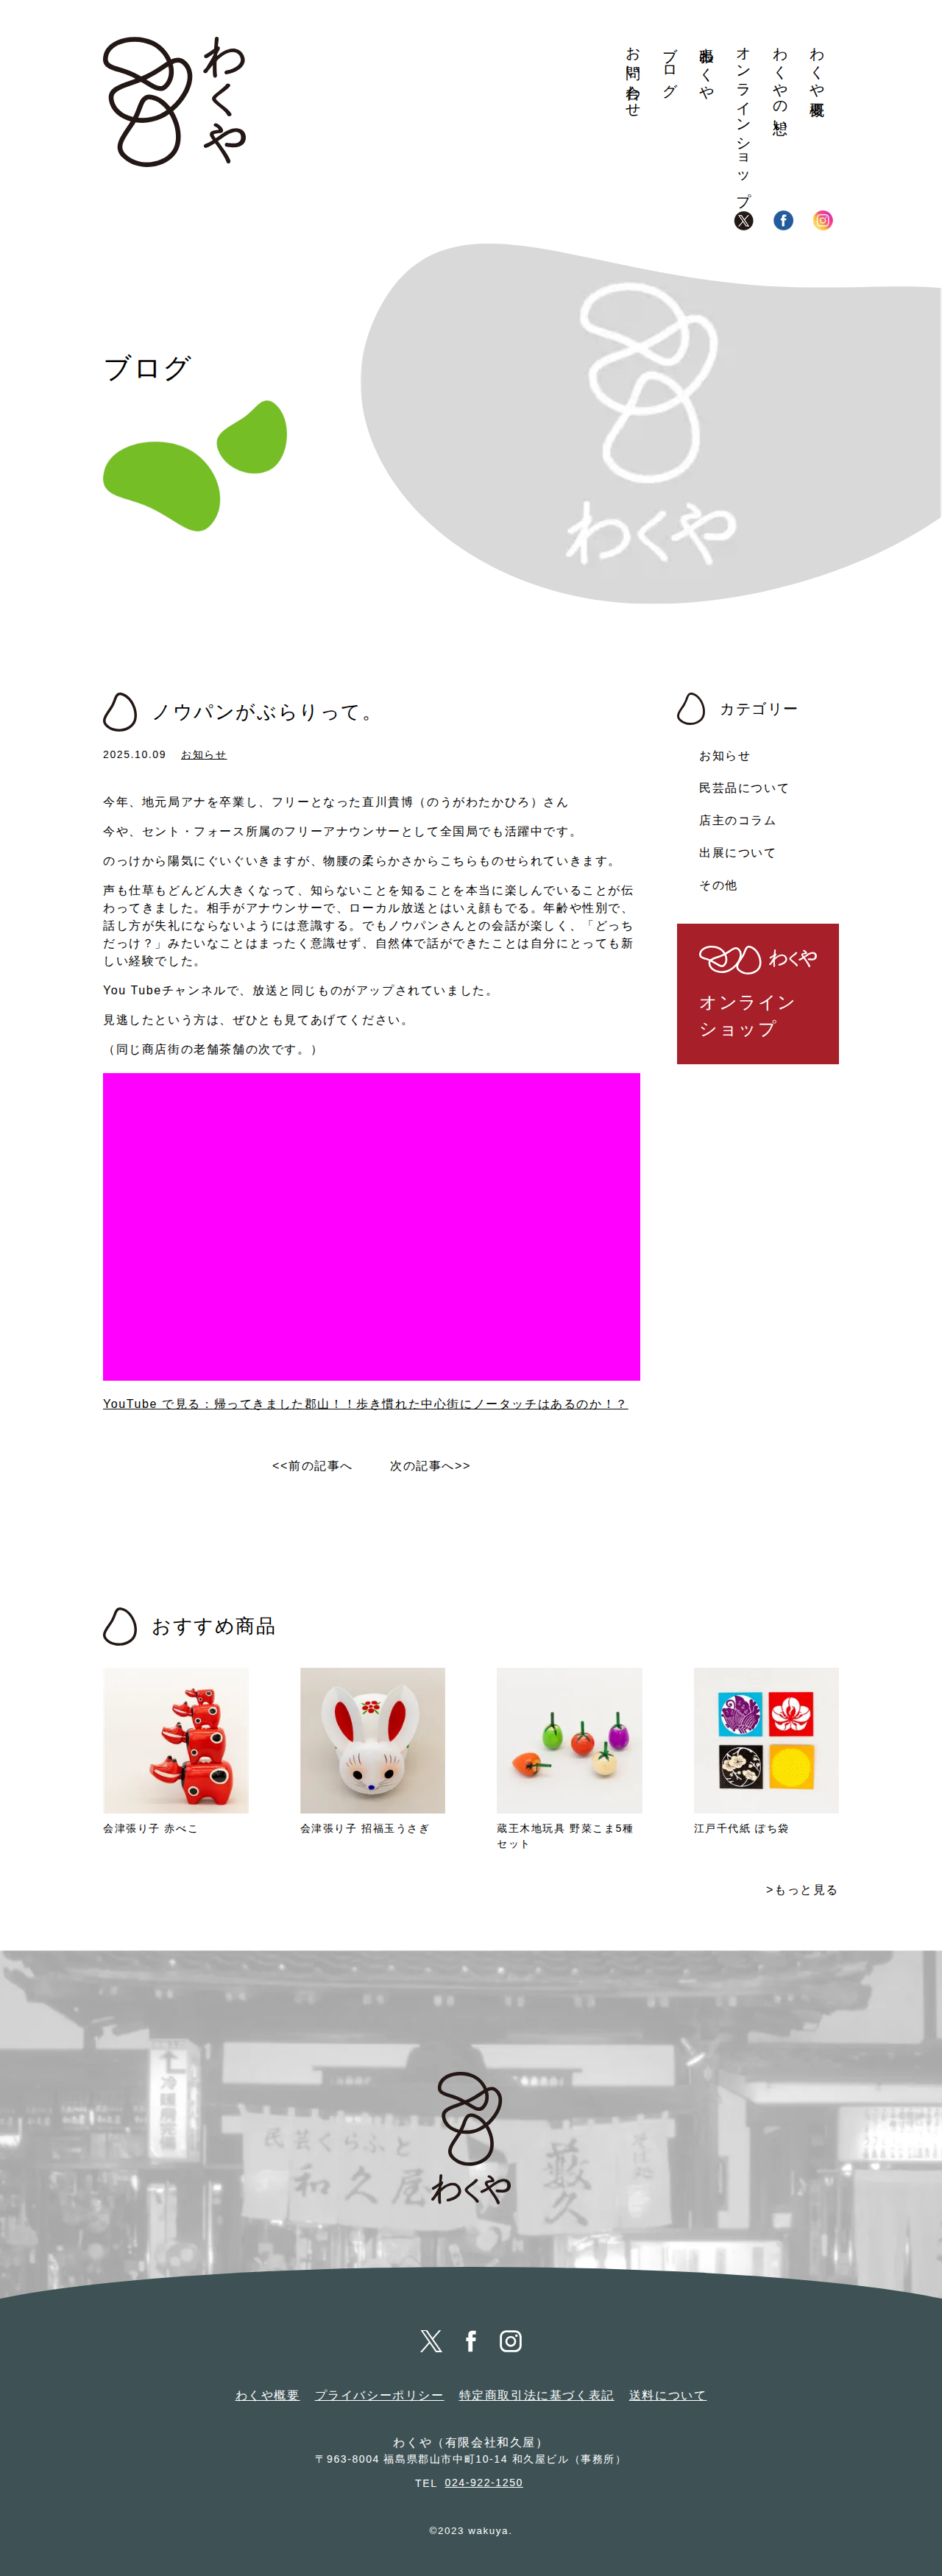 わくや
わくや概要
わくやの想い
オンラインショップ
出張わくや
ブログ
お問い合わせ
ブログ
わくや
ノウパンがぶらりって。
2025.10.09 お知らせ
今年、地元局アナを卒業し、フリーとなった直川貴博（のうがわたかひろ）さん
今や、セント・フォース所属のフリーアナウンサーとして全国局でも活躍中です。
のっけから陽気にぐいぐいきますが、物腰の柔らかさからこちらものせられていきます。
声も仕草もどんどん大きくなって、知らないことを知ることを本当に楽しんでいることが伝
わってきました。相手がアナウンサーで、ローカル放送とはいえ顔もでる。年齢や性別で、
話し方が失礼にならないようには意識する。でもノウパンさんとの会話が楽しく、「どっち
だっけ？」みたいなことはまったく意識せず、自然体で話ができたことは自分にとっても新
しい経験でした。
You Tubeチャンネルで、放送と同じものがアップされていました。
見逃したという方は、ぜひとも見てあげてください。
（同じ商店街の老舗茶舗の次です。）
YouTube で見る：帰ってきました郡山！！歩き慣れた中心街にノータッチはあるのか！？
<<前の記事へ 次の記事へ>>
カテゴリー
お知らせ
民芸品について
店主のコラム
出展について
その他
わくや
オンライン
ショップ
おすすめ商品
会津張り子 赤べこ
会津張り子 招福玉うさぎ
蔵王木地玩具 野菜こま5種
セット
江戸千代紙 ぽち袋
>もっと見る
民芸くらふと
和久屋
藪久
わくや
わくや概要 プライバシーポリシー 特定商取引法に基づく表記 送料について
わくや（有限会社和久屋）
〒963-8004 福島県郡山市中町10-14 和久屋ビル（事務所）
TEL 024-922-1250
©2023 wakuya.